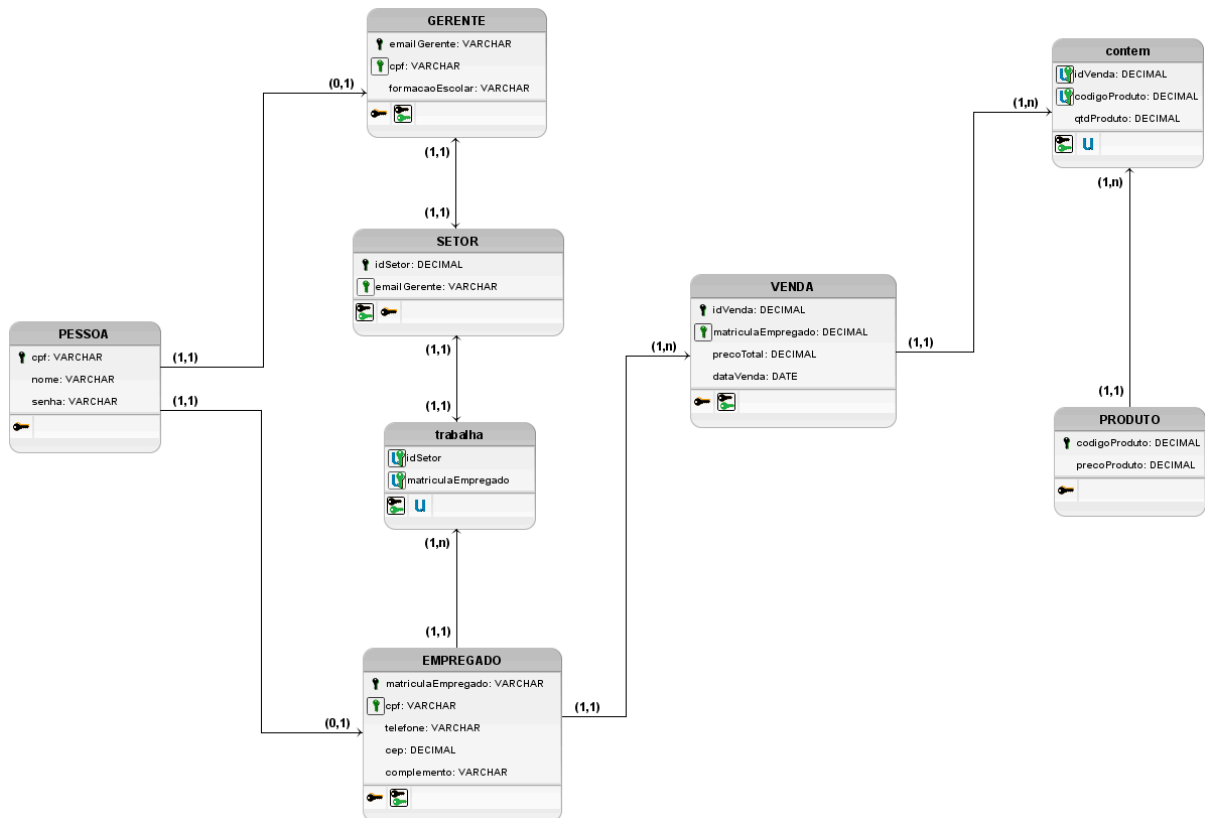 GERENTE
emailGerente: VARCHAR
cpf: VARCHAR
formacaoEscolar: VARCHAR
(0,1)
(1,1)
(1,1)
SETOR
idSetor: DECIMAL
emailGerente: VARCHAR
PESSOA
cpf: VARCHAR
nome: VARCHAR
senha: VARCHAR
(1,1)
(1,1)
(1,1)
(1,1)
trabalha
idSetor
matriculaEmpregado
U
(1,n)
(1,1)
EMPREGADO
matriculaEmpregado: VARCHAR
cpf: VARCHAR
telefone: VARCHAR
cep: DECIMAL
complemento: VARCHAR
(0,1)
(1,1)
(1,n)
VENDA
idVenda: DECIMAL
matriculaEmpregado: DECIMAL
precoTotal: DECIMAL
dataVenda: DATE
(1,1)
(1,n)
contem
idVenda: DECIMAL
codigoProduto: DECIMAL
qtdProduto: DECIMAL
U
(1,n)
(1,1)
PRODUTO
codigoProduto: DECIMAL
precoProduto: DECIMAL